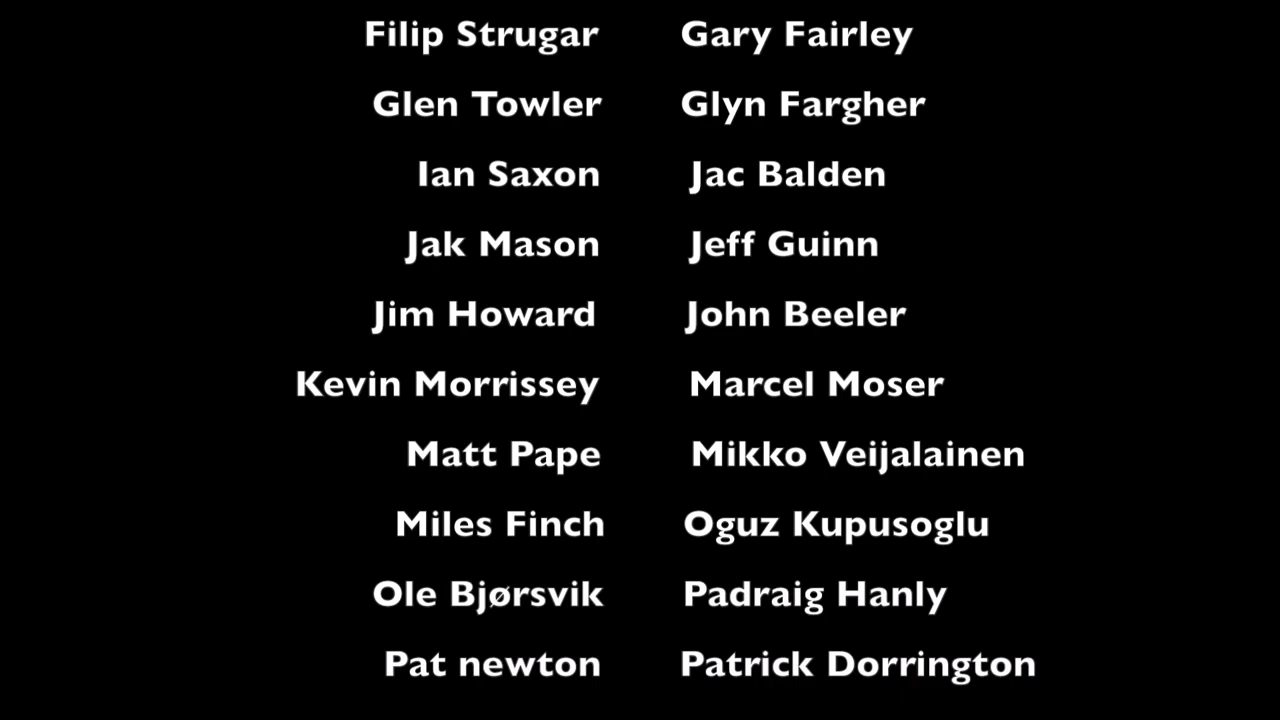 Filip Strugar Gary Fairley
Glen Towler Glyn Fargher
Ian Saxon Jac Balden
Jak Mason Jeff Guinn
Jim Howard John Beeler
Kevin Morrissey Marcel Moser
Matt Pape Mikko Veijalainen
Miles Finch Oguz Kupusoglu
Ole Bjørsvik Padraig Hanly
Pat newton Patrick Dorrington